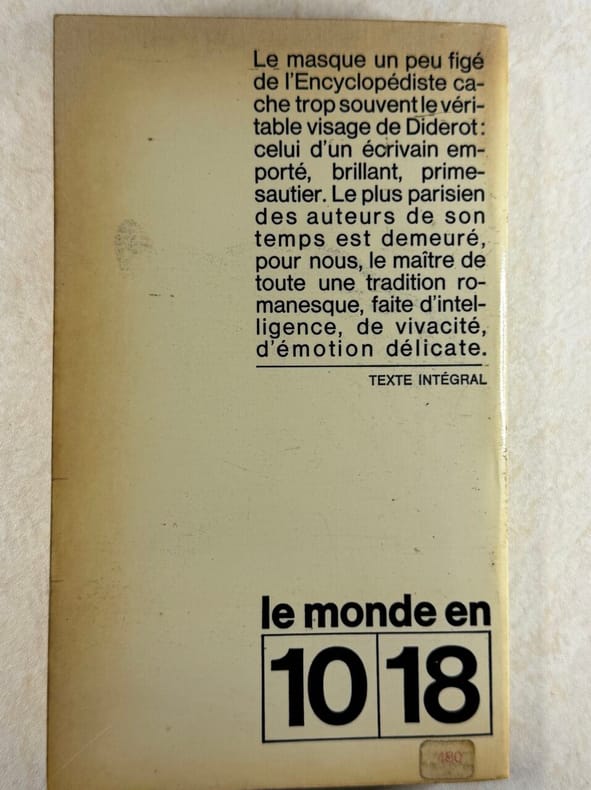 Le masque un peu figé
de l'Encyclopédiste ca-
che trop souvent le véri-
table visage de Diderot :
celui d'un écrivain em-
porté, brillant, prime-
sautier. Le plus parisien
des auteurs de son
temps est demeuré,
pour nous, le maître de
toute une tradition ro-
manesque, faite d'intel-
ligence, de vivacité,
d'émotion délicate.
TEXTE INTÉGRAL
le monde en
10 18
480